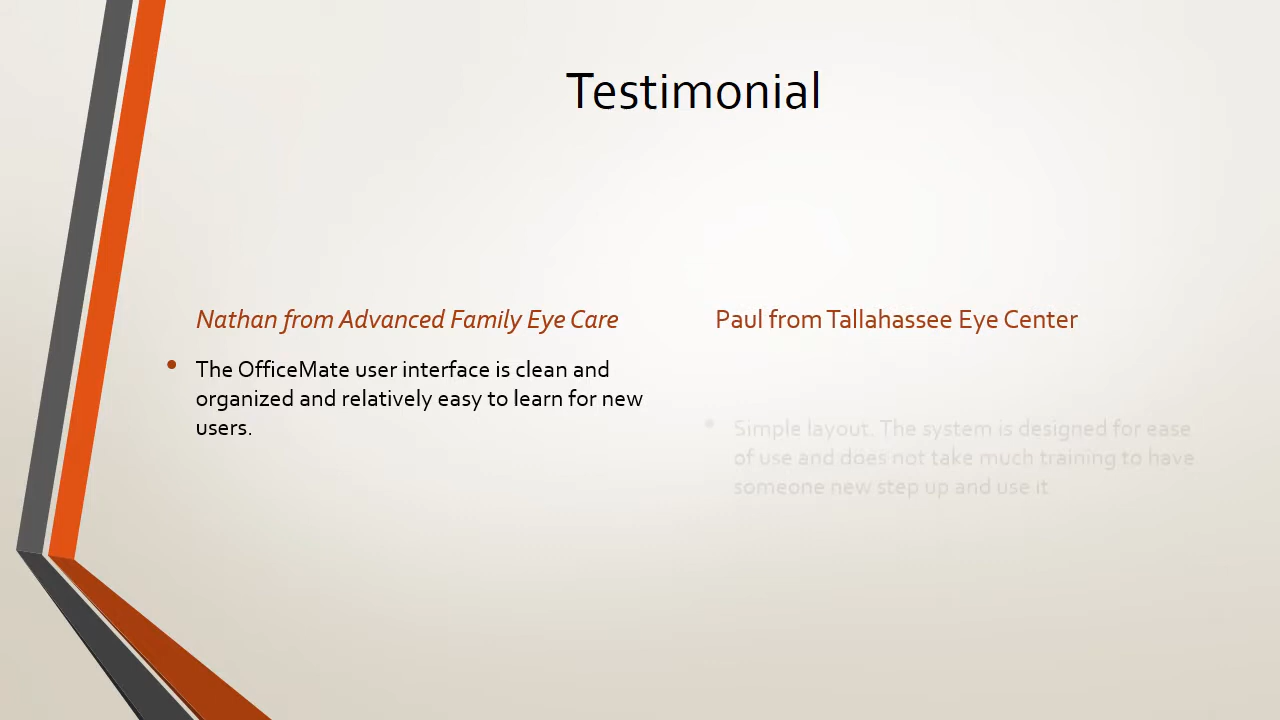 Testimonial
Nathan from Advanced Family Eye Care
• The OfficeMate user interface is clean and
organized and relatively easy to learn for new
users.
Paul from Tallahassee Eye Center
• Simple layout. The system is designed for ease
of use and does not take much training to have
someone new step up and use it